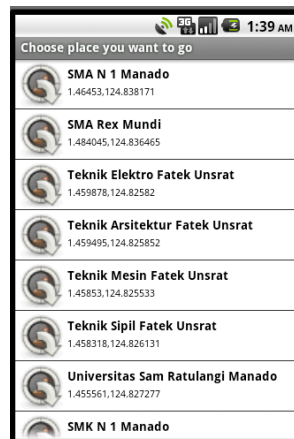 3G 1:39 AM
Choose place you want to go
SMA N 1 Manado
1.46453,124.838171
SMA Rex Mundi
1.484045,124.836465
Teknik Elektro Fatek Unsrat
1.459878,124.82582
Teknik Arsitektur Fatek Unsrat
1.459495,124.825852
Teknik Mesin Fatek Unsrat
1.45853,124.825533
Teknik Sipil Fatek Unsrat
1.458318,124.826131
Universitas Sam Ratulangi Manado
1.455561,124.827277
SMK N 1 Manado